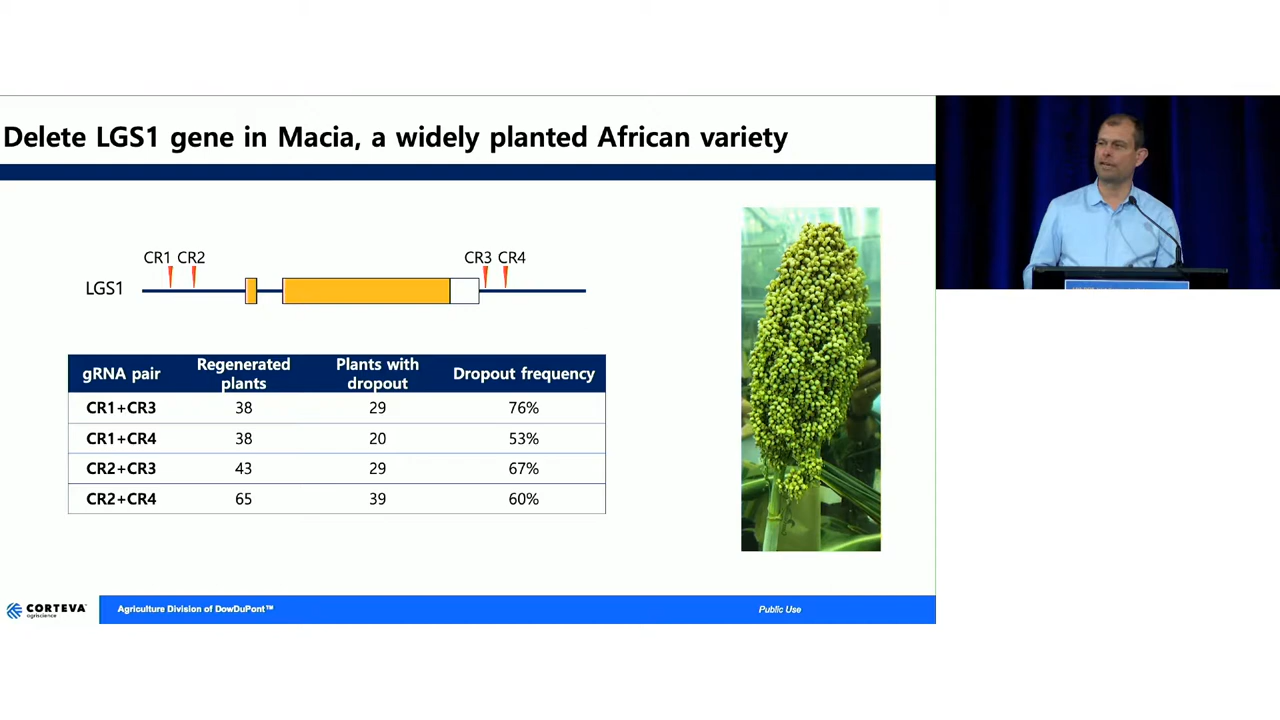 Delete LGS1 gene in Macia, a widely planted African variety
CR1 CR2
CR3 CR4
LGS1
gRNA pair Regenerated plants Plants with dropout Dropout frequency
CR1+CR3 38 29 76%
CR1+CR4 38 20 53%
CR2+CR3 43 29 67%
CR2+CR4 65 39 60%
CORTEVA
agriscience
Agriculture Division of DowDuPont™
Public Use